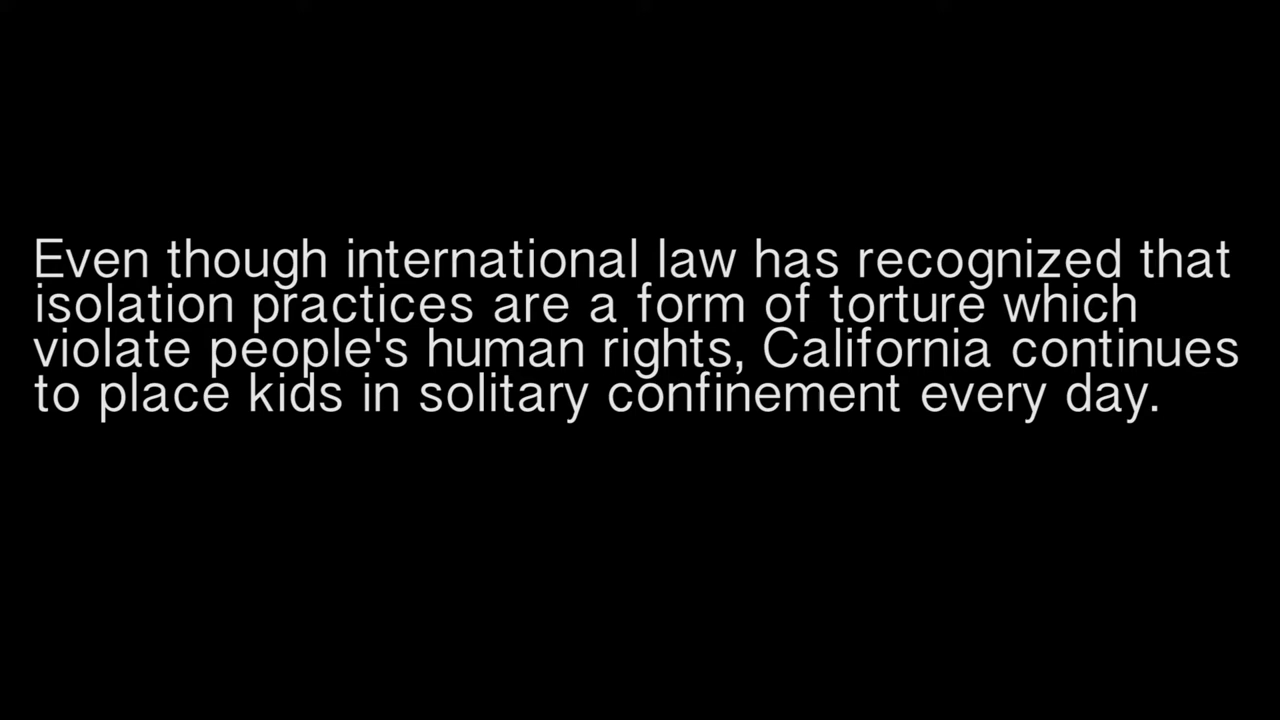 Even though international law has recognized that
isolation practices are a form of torture which
violate people's human rights, California continues
to place kids in solitary confinement every day.